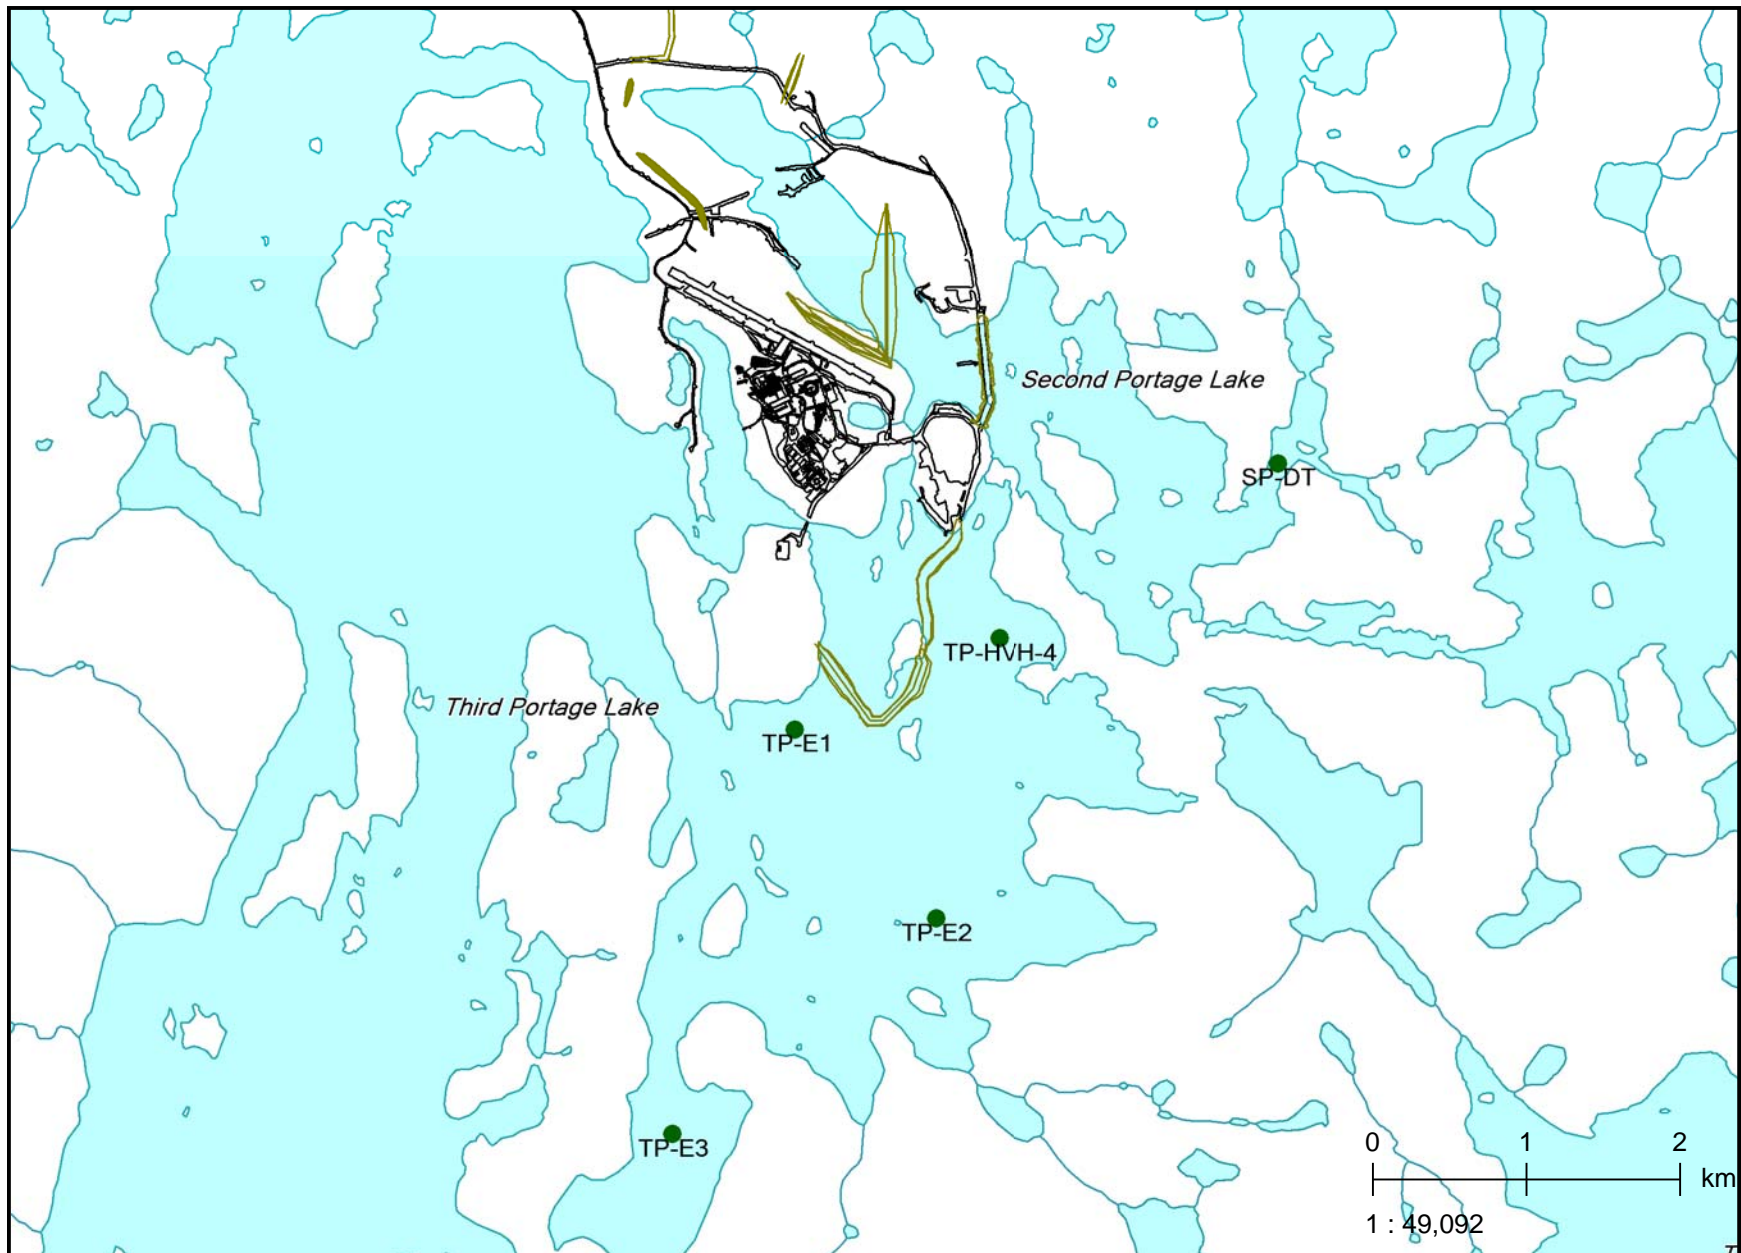 Second Portage Lake
SP-DT
TP-HVH-4
Third Portage Lake
TP-E1
TP-E2
TP-E3
0 1 2
km
1 : 49,092